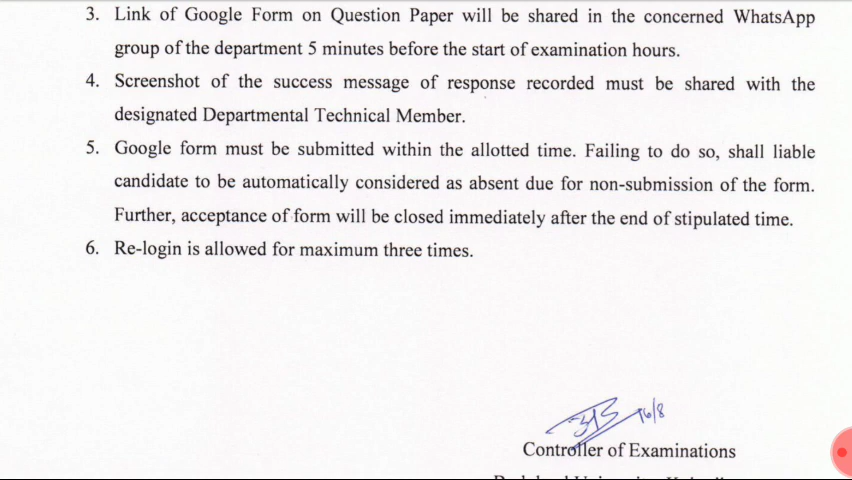 3. Link of Google Form on Question Paper will be shared in the concerned WhatsApp
group of the department 5 minutes before the start of examination hours.
4. Screenshot of the success message of response recorded must be shared with the
designated Departmental Technical Member.
5. Google form must be submitted within the allotted time. Failing to do so, shall liable
candidate to be automatically considered as absent due for non-submission of the form.
Further, acceptance of form will be closed immediately after the end of stipulated time.
6. Re-login is allowed for maximum three times.
16/8
Controller of Examinations